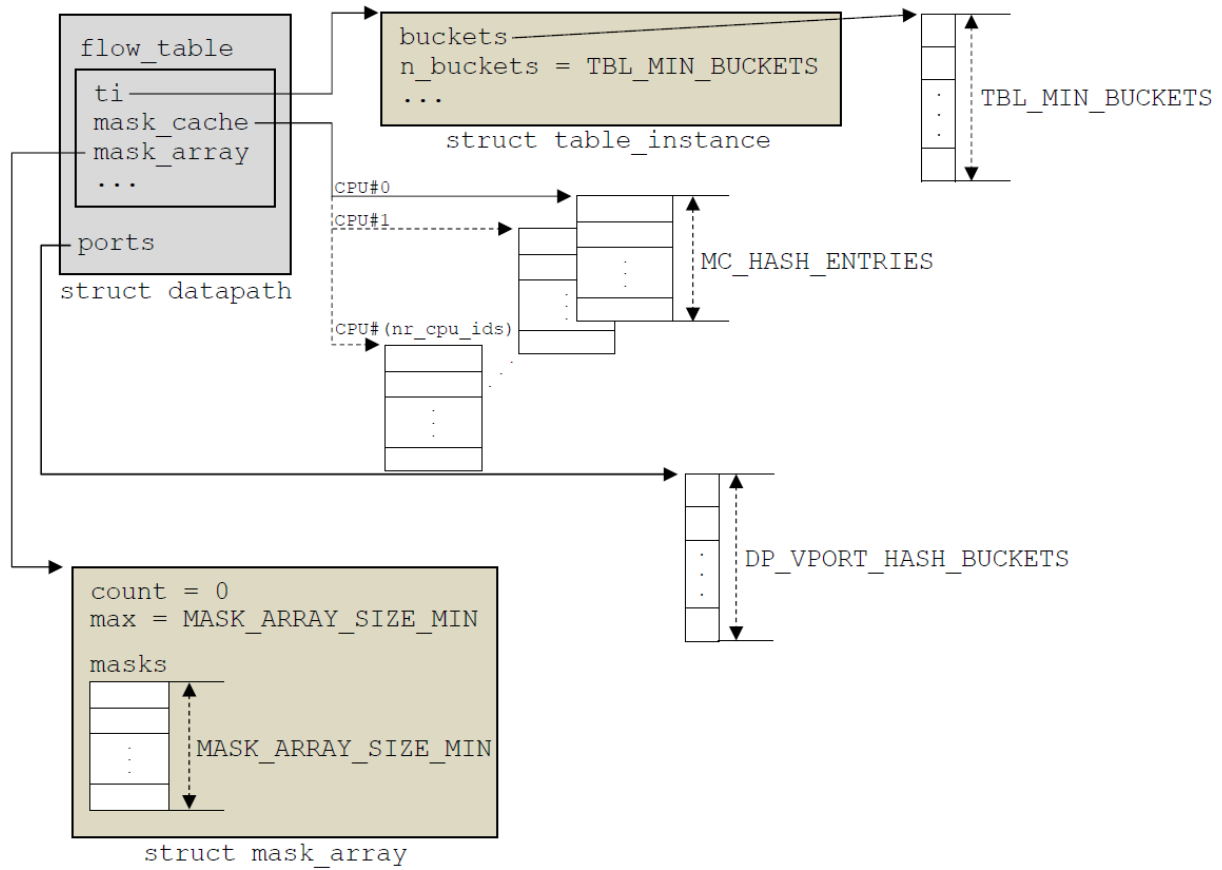 flow_table
ti
mask_cache
mask_array
...
ports
struct datapath
buckets
n_buckets = TBL_MIN_BUCKETS
...
struct table_instance
TBL_MIN_BUCKETS
CPU#0
CPU#1
MC_HASH_ENTRIES
CPU#(nr_cpu_ids)
DP_VPORT_HASH_BUCKETS
count = 0
max = MASK_ARRAY_SIZE_MIN
masks
MASK_ARRAY_SIZE_MIN
struct mask_array